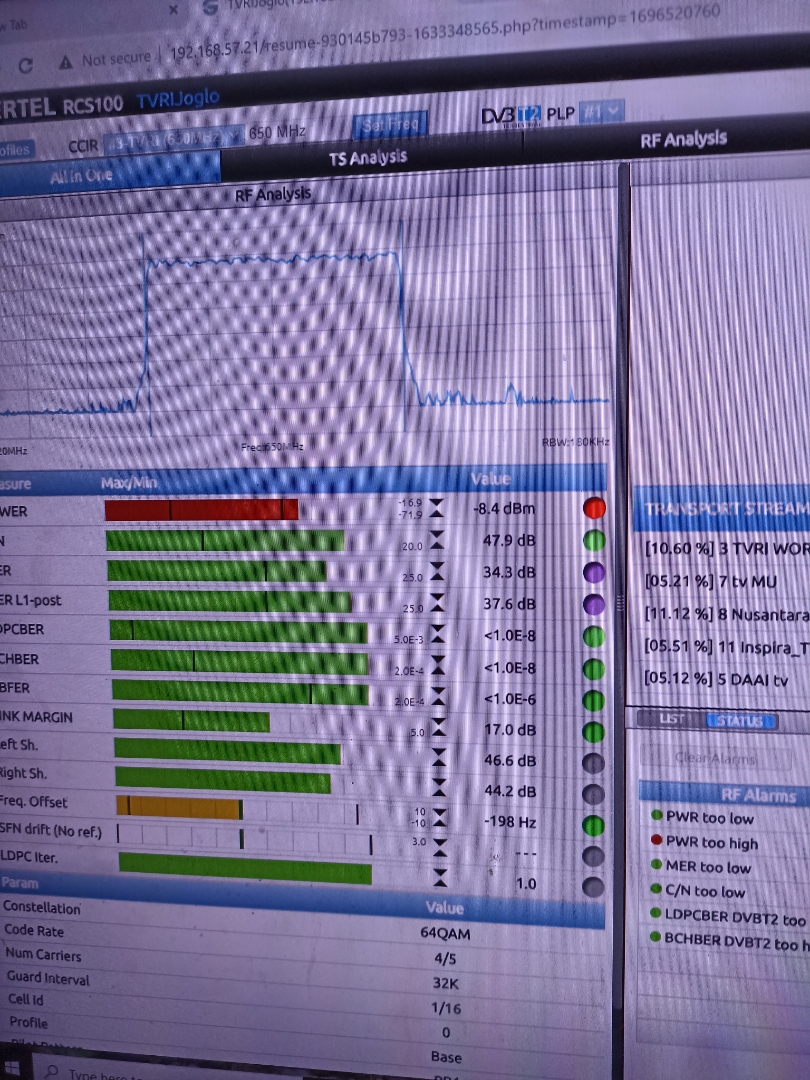 w Tab
TVRIJoglo
Not secure | 192.168.57.21/resume-930145b793-1633348565.php?timestamp=1696520760
RTEL RCS100 TVRIJoglo
ofiles CCIR 650 MHz Set Freq DVB T2 PLP #1
All In One TS Analysis RF Analysis
RF Analysis
20MHz Freq:650MHz RBW:180KHz
asure Max/Min Value
WER -16.9 -71.9 -8.4 dBm
N 20.0 47.9 dB
ER 25.0 34.3 dB
ER L1-post 25.0 37.6 dB
DPCBER 5.0E-3 <1.0E-8
CHBER 2.0E-4 <1.0E-8
BFER 2.0E-4 <1.0E-6
INK MARGIN 5.0 17.0 dB
eft Sh. 46.6 dB
Right Sh. 44.2 dB
Freq. Offset 10 -10 -198 Hz
SFN drift (No ref.) 3.0 ---
LDPC Iter. 1.0
Param Value
Constellation 64QAM
Code Rate 4/5
Num Carriers 32K
Guard Interval 1/16
Cell Id 0
Profile Base
TRANSPORT STREAM
[10.60 %] 3 TVRI WOR
[05.21 %] 7 tv MU
[11.12 %] 8 Nusantara
[05.51 %] 11 Inspira_T
[05.12 %] 5 DAAI tv
LIST STATUS
Clear Alarms
RF Alarms
PWR too low
PWR too high
MER too low
C/N too low
LDPCBER DVBT2 too
BCHBER DVBT2 too h
Type here to